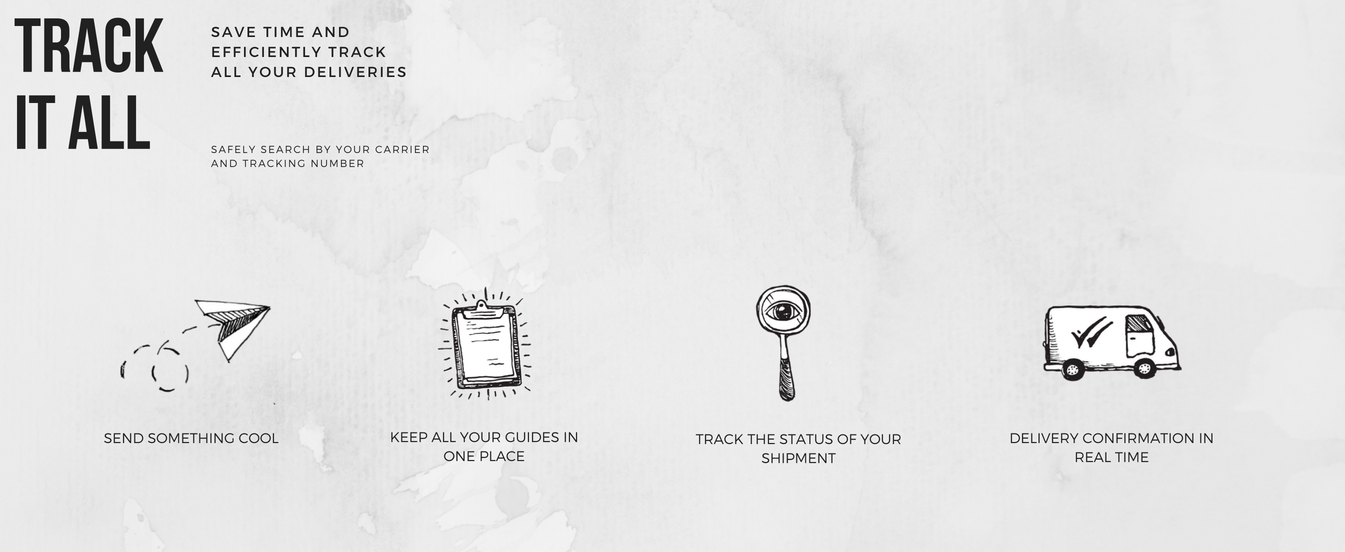 TRACK
IT ALL
SAVE TIME AND
EFFICIENTLY TRACK
ALL YOUR DELIVERIES
SAFELY SEARCH BY YOUR CARRIER
AND TRACKING NUMBER
SEND SOMETHING COOL
KEEP ALL YOUR GUIDES IN
ONE PLACE
TRACK THE STATUS OF YOUR
SHIPMENT
DELIVERY CONFIRMATION IN
REAL TIME